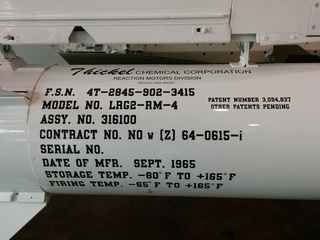 Thiokol CHEMICAL CORPORATION
REACTION MOTORS DIVISION
F.S.N. 4T-2845-902-3415
MODEL NO. LRG2-RM-4
ASSY. NO. 316100
CONTRACT NO. NO w (Z) 64-0615-i
SERIAL NO.
DATE OF MFR. SEPT. 1965
STORAGE TEMP. -80°F TO +165°F
FIRING TEMP. -65°F TO +165°F
PATENT NUMBER 3,094,837
OTHER PATENTS PENDING